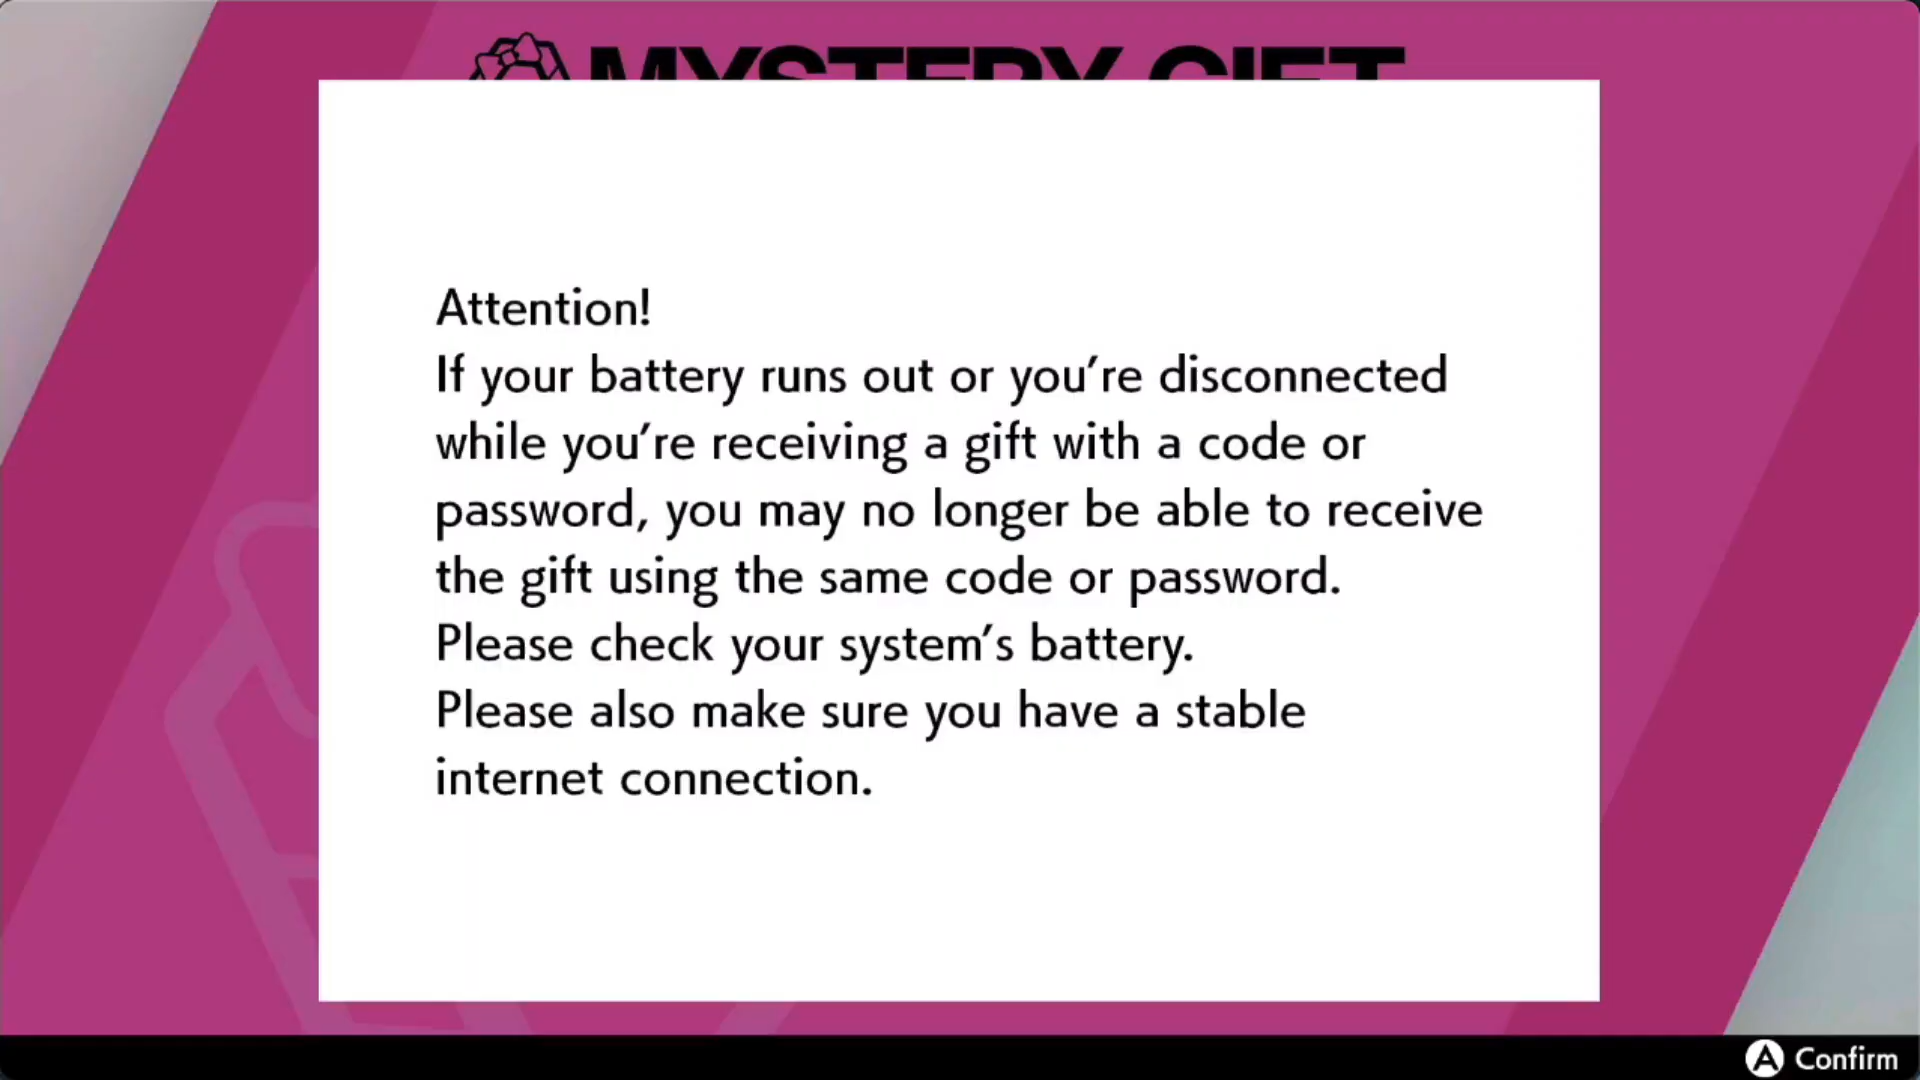 MYSTERY GIFT
Attention!
If your battery runs out or you’re disconnected
while you’re receiving a gift with a code or
password, you may no longer be able to receive
the gift using the same code or password.
Please check your system’s battery.
Please also make sure you have a stable
internet connection.
A Confirm